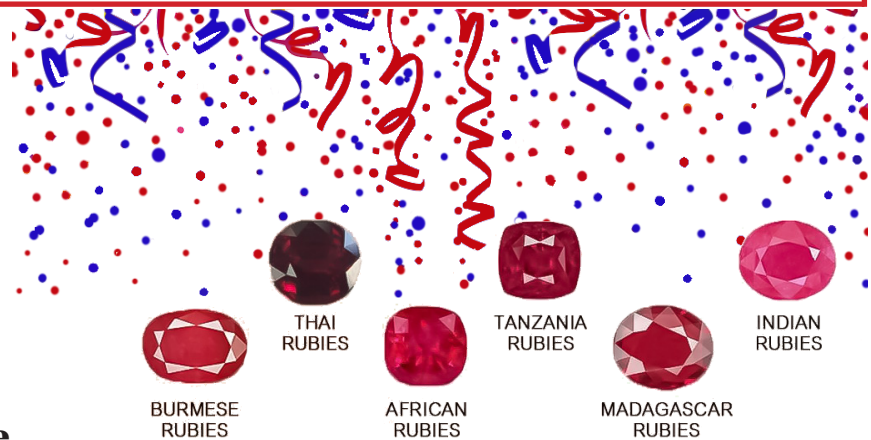 THAI
RUBIES
TANZANIA
RUBIES
INDIAN
RUBIES
BURMESE
RUBIES
AFRICAN
RUBIES
MADAGASCAR
RUBIES